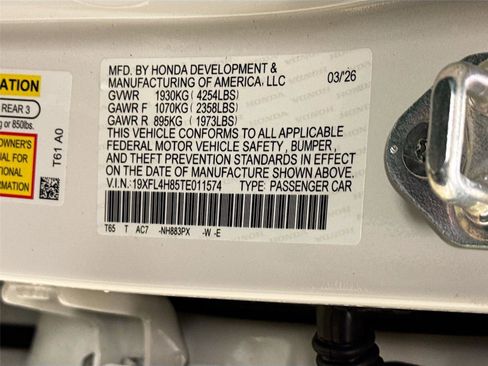 ATION
REAR 3
g or 850lbs.
OWNER'S
MANUAL FOR
INFORMATION
T61 A0
MFD. BY HONDA DEVELOPMENT &
MANUFACTURING OF AMERICA, LLC
03/26
GVWR 1930KG (4254LBS)
GAWR F 1070KG (2358LBS)
GAWR R 895KG (1973LBS)
THIS VEHICLE CONFORMS TO ALL APPLICABLE
FEDERAL MOTOR VEHICLE SAFETY, BUMPER,
AND THEFT PREVENTION STANDARDS IN EFFECT
ON THE DATE OF MANUFACTURE SHOWN ABOVE.
V.I.N.: 19XFL4H85TE011574 TYPE: PASSENGER CAR
T65 T AC7 -NH883PX -W -E